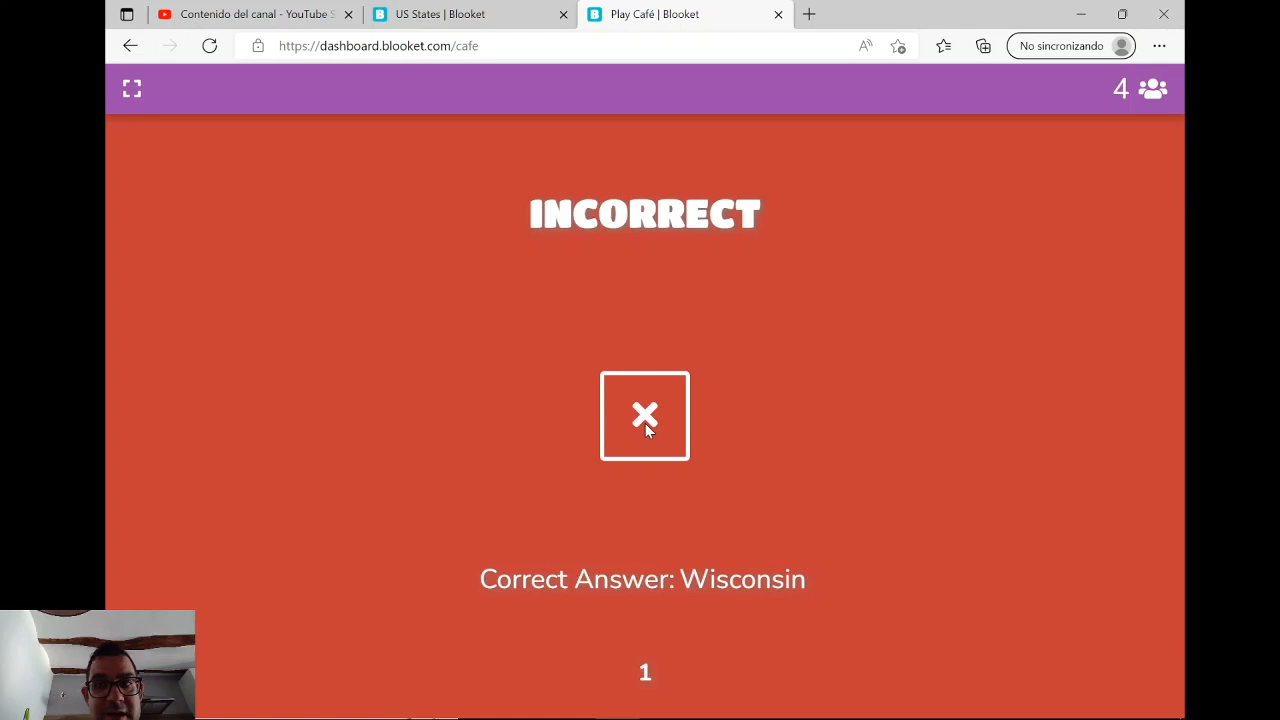 Contenido del canal - YouTube S
US States | Blooket
Play Café | Blooket
https://dashboard.blooket.com/cafe
No sincronizando
4
INCORRECT
Correct Answer: Wisconsin
1